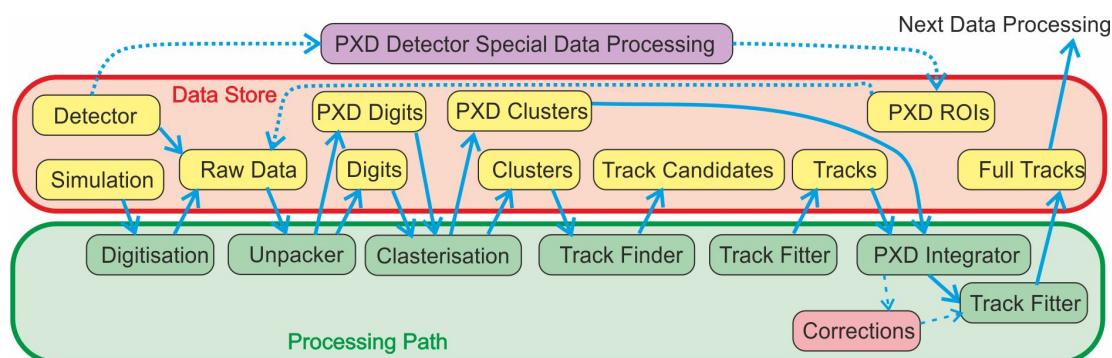 Next Data Processing
PXD Detector Special Data Processing
Data Store
Detector
PXD Digits
PXD Clusters
PXD ROIs
Simulation
Raw Data
Digits
Clusters
Track Candidates
Tracks
Full Tracks
Digitisation
Unpacker
Clasterisation
Track Finder
Track Fitter
PXD Integrator
Track Fitter
Corrections
Processing Path